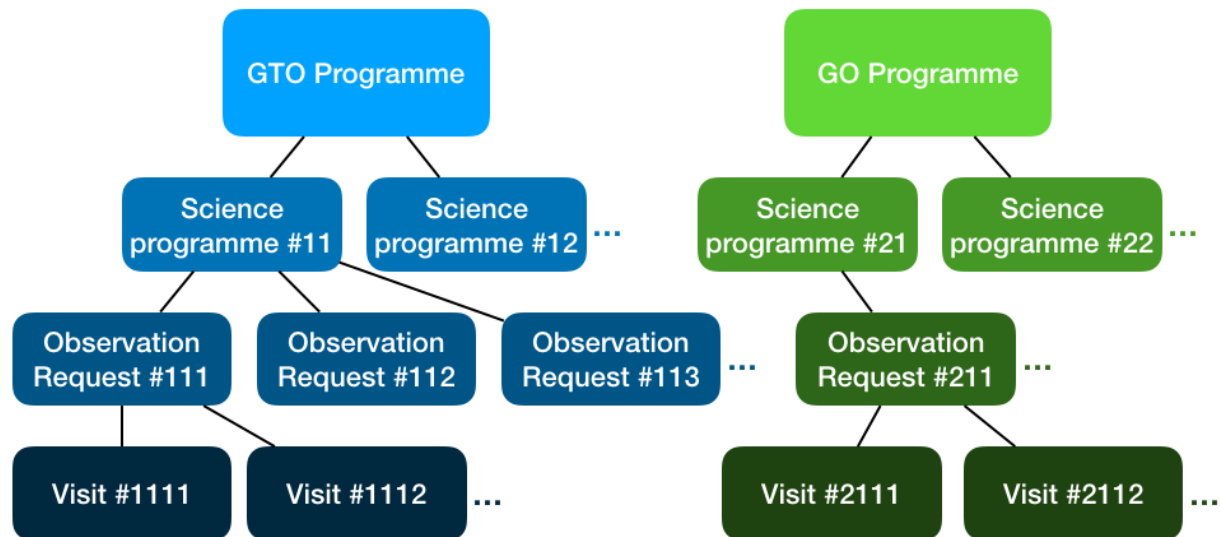 GTO Programme
GO Programme
Science
programme #11
Science
programme #12
...
Science
programme #21
Science
programme #22
...
Observation
Request #111
Observation
Request #112
Observation
Request #113
...
Observation
Request #211
...
Visit #1111
Visit #1112
...
Visit #2111
Visit #2112
...